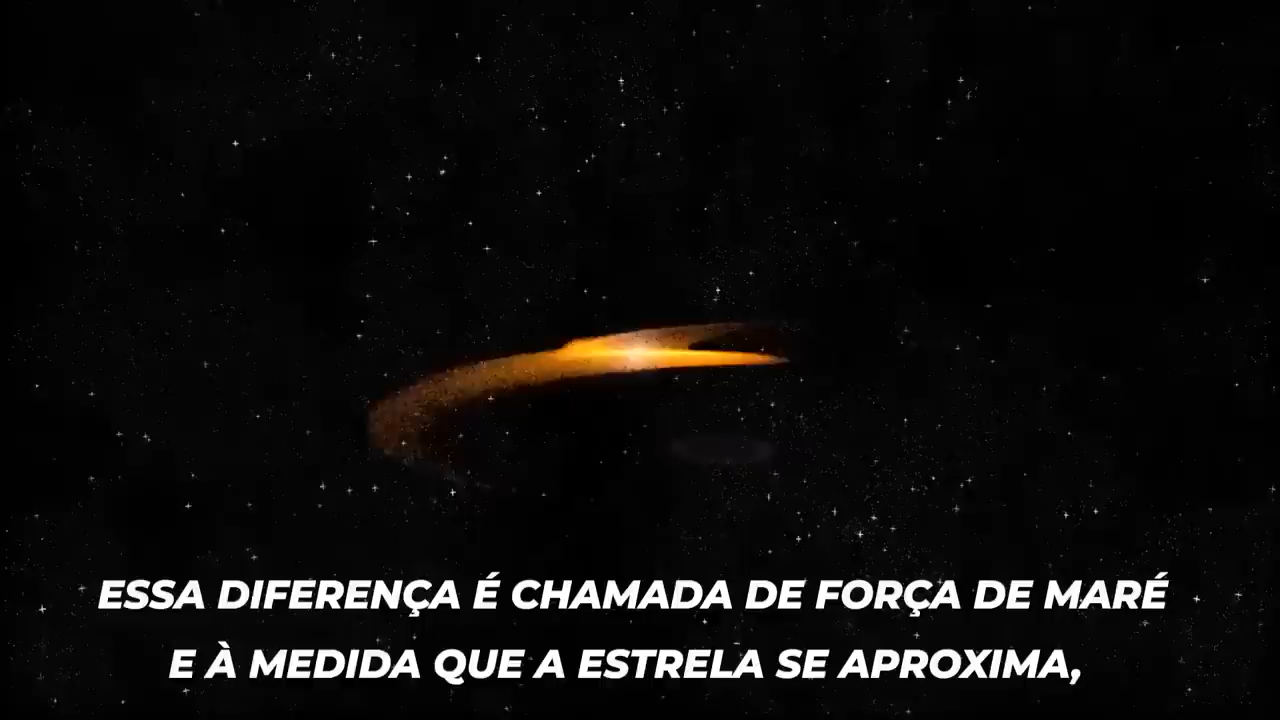 ESSA DIFERENÇA É CHAMADA DE FORÇA DE MARÉ
E À MEDIDA QUE A ESTRELA SE APROXIMA,